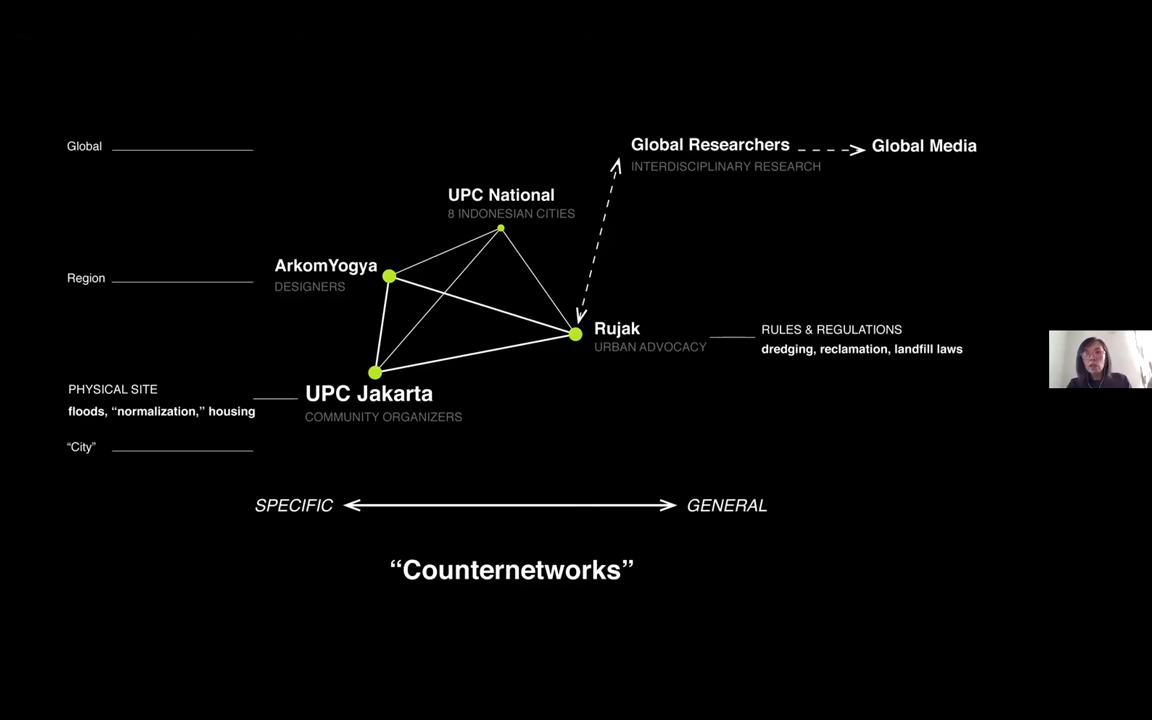 Global
Global Researchers
Global Media
INTERDISCIPLINARY RESEARCH
UPC National
8 INDONESIAN CITIES
ArkomYogya
DESIGNERS
Region
Rujak
URBAN ADVOCACY
RULES & REGULATIONS
dredging, reclamation, landfill laws
PHYSICAL SITE
floods, “normalization,” housing
UPC Jakarta
COMMUNITY ORGANIZERS
“City”
SPECIFIC
GENERAL
“Counternetworks”